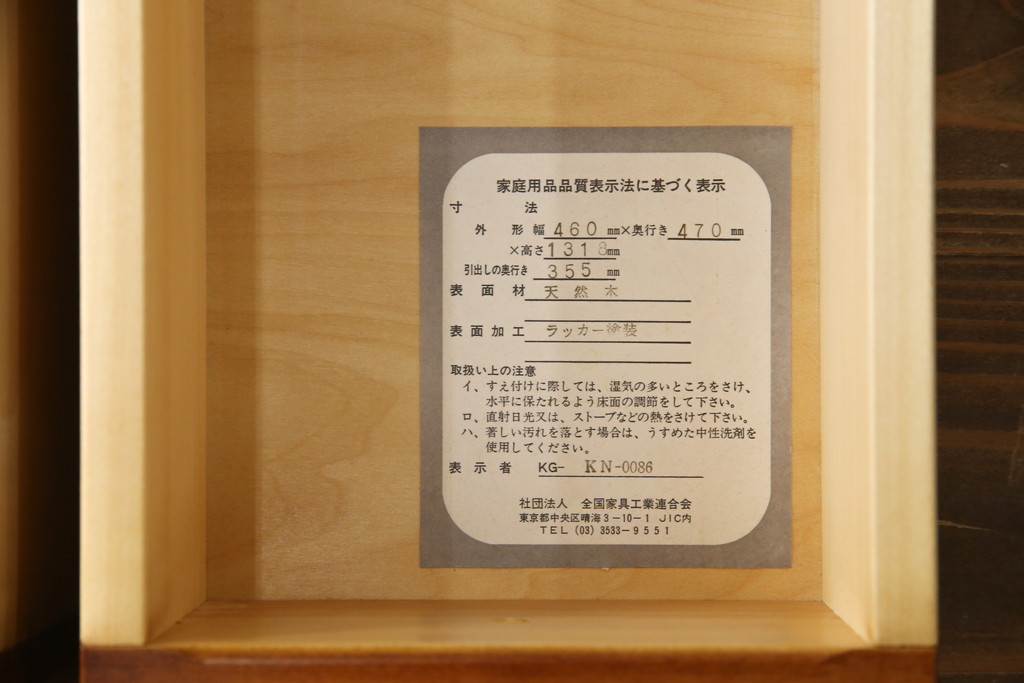 家庭用品品質表示法に基づく表示
寸 法
外 形 幅 460 mm×奥行き 470 mm
×高さ 1318mm
引出しの奥行き 355 mm
表 面 材 天 然 木
表 面 加 工 ラッカー塗装
取扱い上の注意
イ、すえ付けに際しては、湿気の多いところをさけ、
水平に保たれるよう床面の調節をして下さい。
ロ、直射日光又は、ストーブなどの熱をさけて下さい。
ハ、著しい汚れを落とす場合は、うすめた中性洗剤を
使用してください。
表 示 者 KG- KN-0086
社団法人 全国家具工業連合会
東京都中央区晴海3-10-1 JIC内
TEL (03) 3533-9551